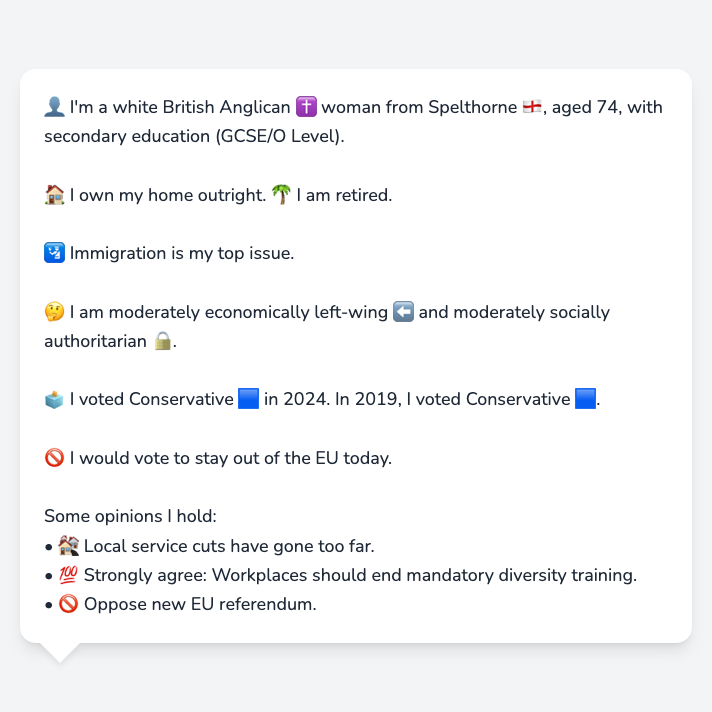 👤 I'm a white British Anglican ✝️ woman from Spelthorne 🏴󠁧󠁢󠁥󠁮󠁧󠁿, aged 74, with
secondary education (GCSE/O Level).
🏠 I own my home outright. 🌴 I am retired.
🛂 Immigration is my top issue.
🤔 I am moderately economically left-wing ⬅️ and moderately socially
authoritarian 🔒.
🗳️ I voted Conservative 🟦 in 2024. In 2019, I voted Conservative 🟦.
🚫 I would vote to stay out of the EU today.
Some opinions I hold:
• 🏚️ Local service cuts have gone too far.
• 💯 Strongly agree: Workplaces should end mandatory diversity training.
• 🚫 Oppose new EU referendum.